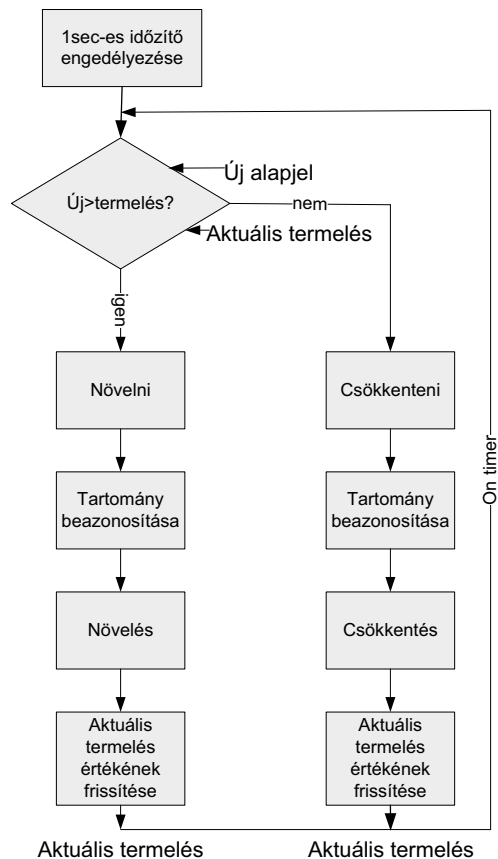 1sec-es időzítő
engedélyezése
Új alapjel
Új>termelés?
nem
Aktuális termelés
igen
Növelni
Csökkenteni
On timer
Tartomány
beazonosítása
Tartomány
beazonosítása
Növelés
Csökkentés
Aktuális
termelés
értékének
frissítése
Aktuális
termelés
értékének
frissítése
Aktuális termelés
Aktuális termelés